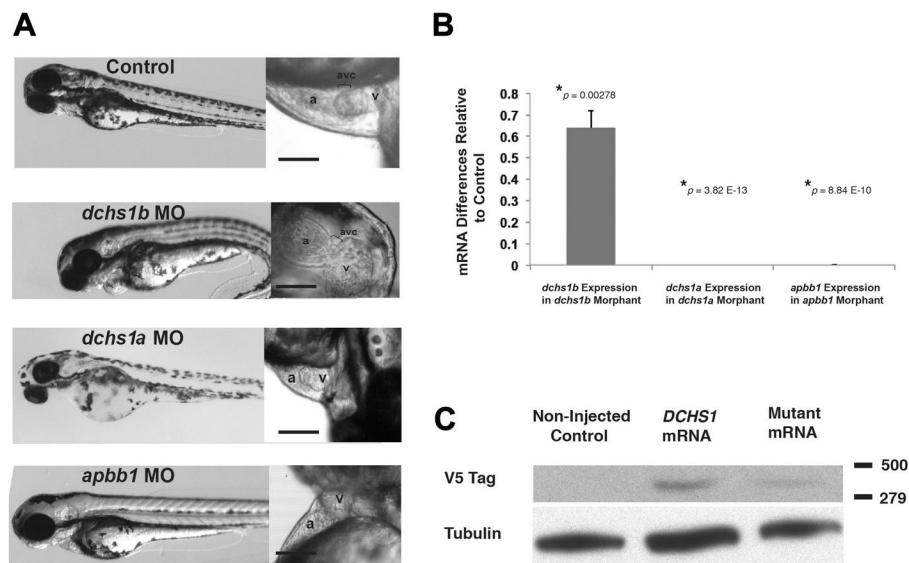 A
Control
avc
a
v
dchs1b MO
a
avc
v
dchs1a MO
a
v
apbb1 MO
v
a
B
mRNA Differences Relative
to Control
0.8
0.7
0.6
0.5
0.4
0.3
0.2
0.1
0
* p = 0.00278
* p = 3.82 E-13
* p = 8.84 E-10
dchs1b Expression
in dchs1b Morphant
dchs1a Expression
in dchs1a Morphant
apbb1 Expression
in apbb1 Morphant
C
Non-Injected
Control
DCHS1
mRNA
Mutant
mRNA
V5 Tag
Tubulin
500
279